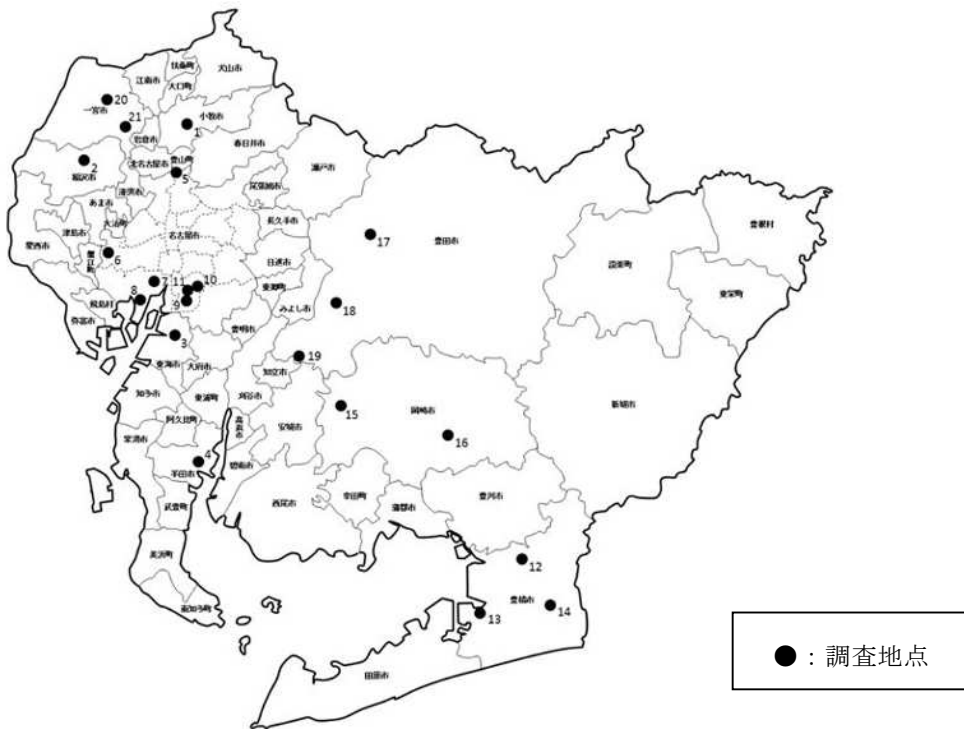 犬山市
扶桑町
江南市
大口町
20
一宮市
21
小牧市
1
岩倉市
春日井市
北名古屋市
豊山町
瀬戸市
2
稲沢市
5
清須市
尾張旭市
あま市
大治町
長久手市
津島市
名古屋市
豊根村
愛西市
17
豊田市
設楽町
蟹江町
6
日進市
東郷町
東栄町
7
11
10
8
9
飛島村
みよし市
18
弥富市
豊明市
3
19
東海市
大府市
知立市
知多市
東浦町
刈谷市
15
岡崎市
新城市
阿久比町
高浜市
安城市
常滑市
16
4
半田市
碧南市
武豊町
西尾市
幸田町
蒲郡市
豊川市
美浜町
12
豊橋市
14
13
南知多町
田原市
●：調査地点